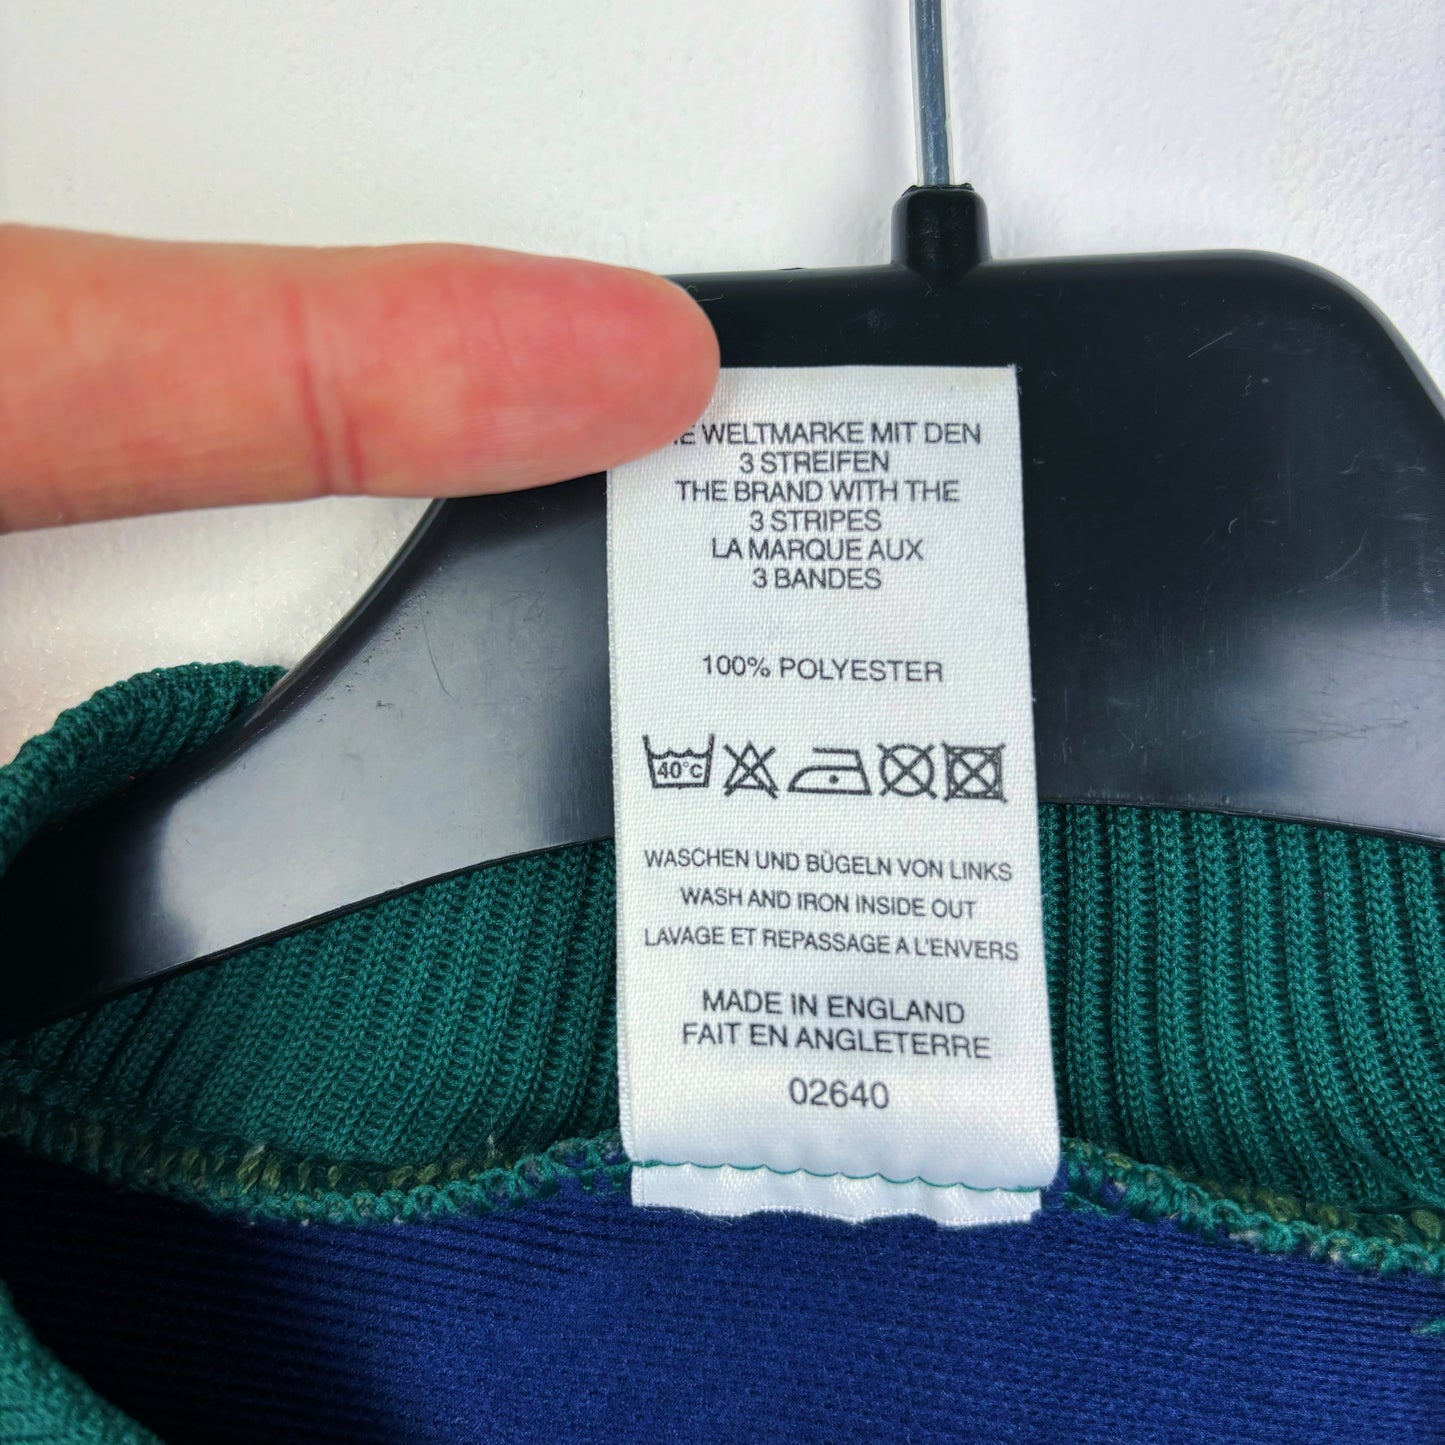 WELTMARKE MIT DEN
3 STREIFEN
THE BRAND WITH THE
3 STRIPES
LA MARQUE AUX
3 BANDES
100% POLYESTER
40°C
WASCHEN UND BÜGELN VON LINKS
WASH AND IRON INSIDE OUT
LAVAGE ET REPASSAGE A L'ENVERS
MADE IN ENGLAND
FAIT EN ANGLETERRE
02640